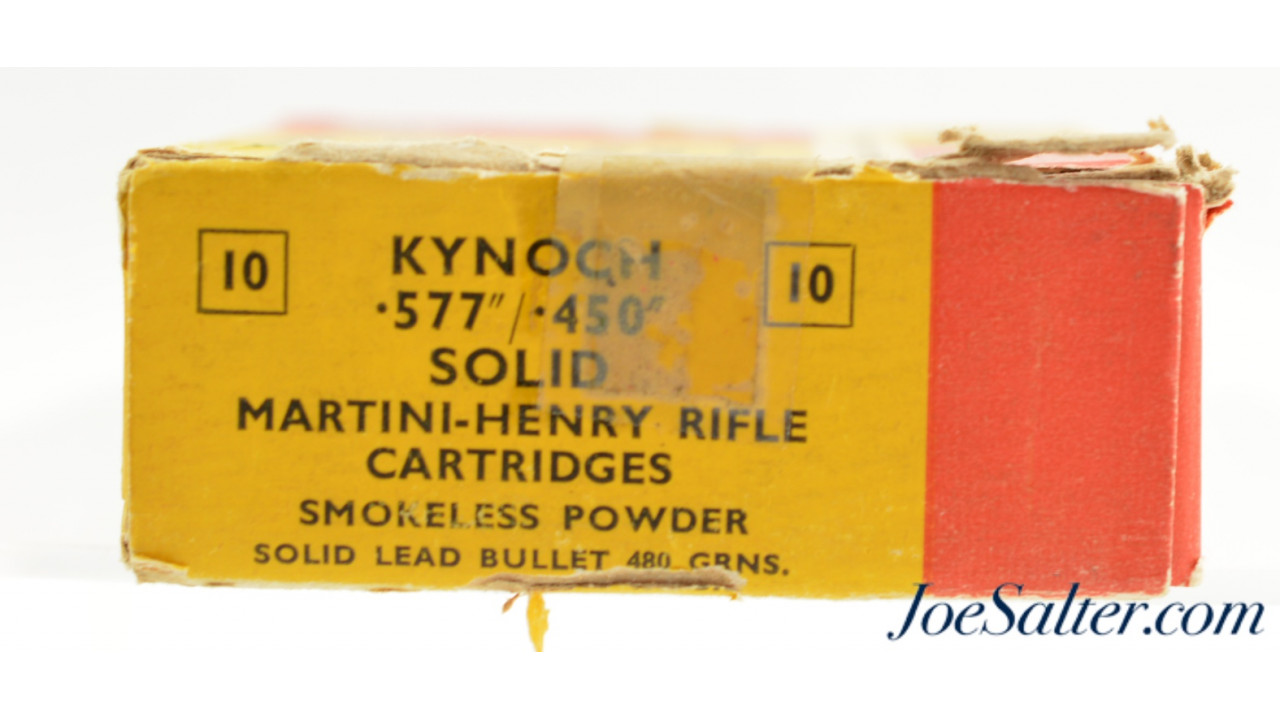 10 KYNOCH 10
·577"/·450"
SOLID
MARTINI-HENRY RIFLE
CARTRIDGES
SMOKELESS POWDER
SOLID LEAD BULLET 480 GRNS.
JoeSalter.com